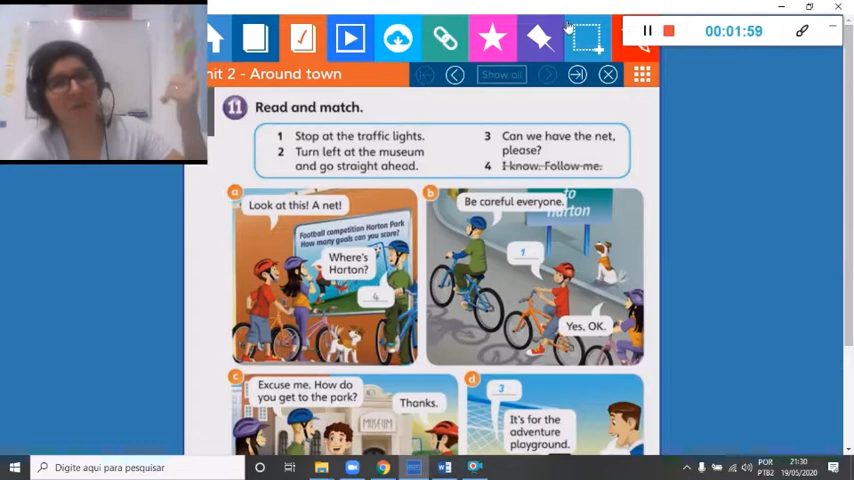 00:01:59
nit 2 - Around town
Show all
11 Read and match.
1 Stop at the traffic lights.
2 Turn left at the museum
and go straight ahead.
3 Can we have the net,
please?
4 I know. Follow me.
a
Look at this! A net!
Football competition Harton Park
How many goals can you score?
Where's
Harton?
4
b
Be careful everyone.
to
Harton
1
Yes, OK.
c
Excuse me. How do
you get to the park?
Thanks.
MUSEUM
d
3
It's for the
adventure
playground.
Digite aqui para pesquisar
POR
PTB2
21:30
19/05/2020